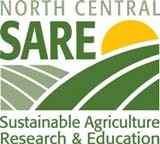 NORTH CENTRAL
SARE
Sustainable Agriculture
Research & Education